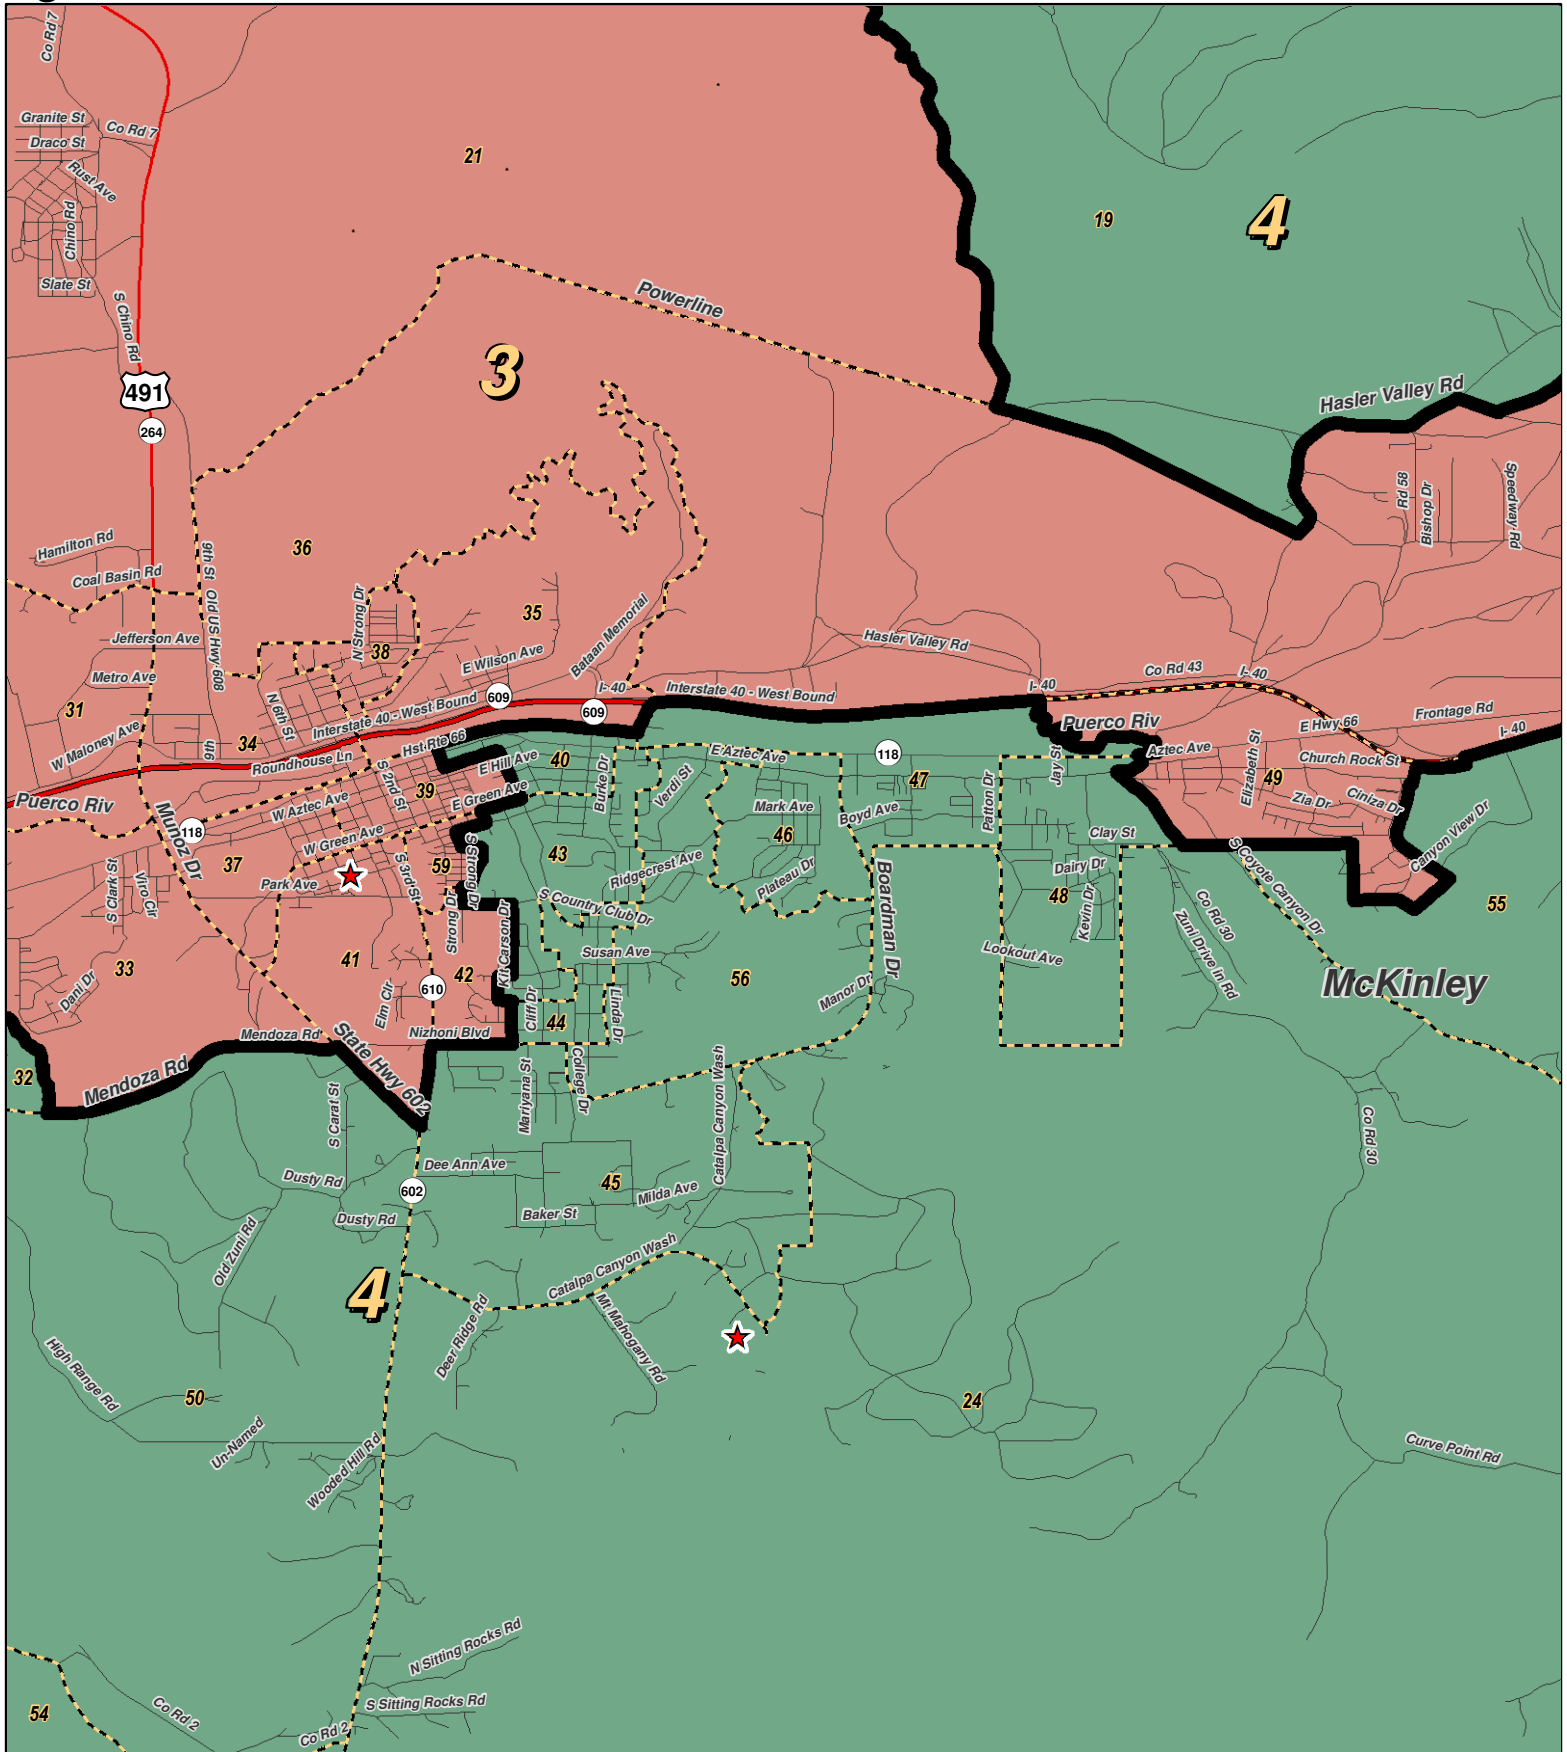 Co Rd 7
Granite St
Co Rd 7
Draco St
21
Rust Ave
Chino Rd
19
4
Slate St
Powerline
S Chino Rd
3
491
Hasler Valley Rd
264
Rd 58
Bishop Dr
Speedway Rd
Hamilton Rd
36
Coal Basin Rd
9th St
Old US Hwy 608
N Strong Dr
35
Bataan Memorial
Jefferson Ave
38
E Wilson Ave
Hasler Valley Rd
Metro Ave
Co Rd 43
I- 40
I- 40
I- 40
Interstate 40 - West Bound
609
609
31
N 6th St
Interstate 40 - West Bound
Puerco Riv
Frontage Rd
E Hwy 66
W Maloney Ave
9th
34
Hst Rte 66
I- 40
Roundhouse Ln
E Hill Ave
40
E Aztec Ave
118
Aztec Ave
Church Rock St
Jay St
Elizabeth St
49
Burke Dr
Verdi St
47
Patton Dr
S 2nd St
39
E Green Ave
Zia Dr
Ciniza Dr
Puerco Riv
W Aztec Ave
Mark Ave
Boyd Ave
46
Munoz Dr
118
W Green Ave
Clay St
Canyon View Dr
37
59
S Strong Dr
43
Ridgecrest Ave
Plateau Dr
Dairy Dr
S Coyote Canyon Dr
S Clark St
Viro Cir
Park Ave
S 3rd St
S Country Club Dr
Boardman Dr
48
Kevin Dr
Co Rd 30
55
Strong Dr
Kit Carson Dr
Susan Ave
Lookout Ave
Zuni Drive In Rd
33
Dani Dr
41
42
56
Manor Dr
McKinley
610
Elm Cir
Cliff Dr
44
Linda Dr
Mendoza Rd
State Hwy 602
Nizhoni Blvd
32
Mendoza Rd
S Carat St
Mariyana St
College Dr
Catalpa Canyon Wash
Co Rd 30
Dee Ann Ave
Dusty Rd
602
45
Milda Ave
Dusty Rd
Baker St
Old Zuni Rd
Catalpa Canyon Wash
4
Deer Ridge Rd
Mt Mahogany Rd
High Range Rd
50
24
Un-Named
Wooded Hill Rd
Curve Point Rd
N Sitting Rocks Rd
S Sitting Rocks Rd
54
Co Rd 2
Co Rd 2